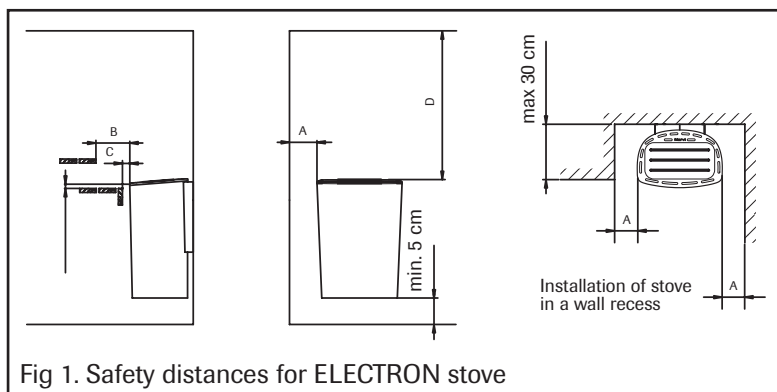 B
C
A
D
min. 5 cm
max 30 cm
A
Installation of stove
in a wall recess
A
Fig 1. Safety distances for ELECTRON stove